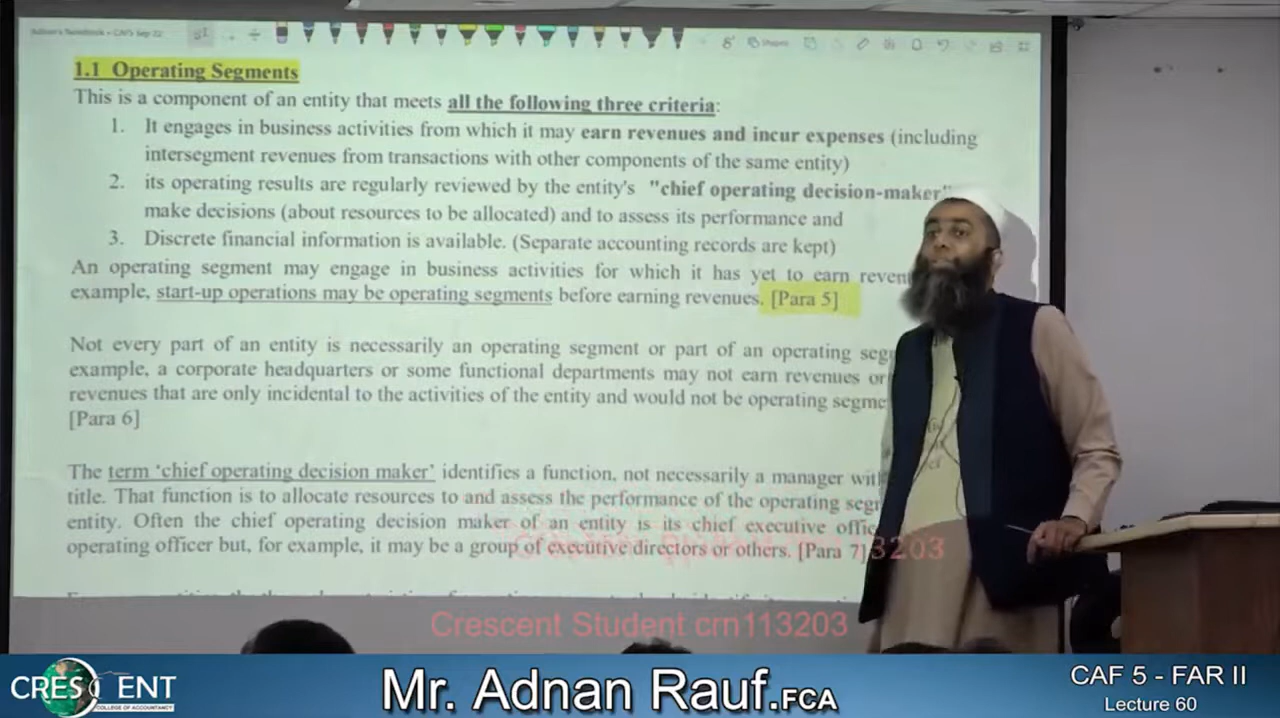 Shapes
1.1 Operating Segments
This is a component of an entity that meets all the following three criteria:
1. It engages in business activities from which it may earn revenues and incur expenses (including
intersegment revenues from transactions with other components of the same entity)
2. its operating results are regularly reviewed by the entity's "chief operating decision-maker"
make decisions (about resources to be allocated) and to assess its performance and
3. Discrete financial information is available. (Separate accounting records are kept)
An operating segment may engage in business activities for which it has yet to earn
example, start-up operations may be operating segments before earning revenues. [Para 5]
Not every part of an entity is necessarily an operating segment or part of an operating
example, a corporate headquarters or some functional departments may not earn revenues or
revenues that are only incidental to the activities of the entity and would not be operating
[Para 6]
The term ‘chief operating decision maker’ identifies a function, not necessarily a manager
title. That function is to allocate resources to and assess the performance of the operating
entity. Often the chief operating decision maker of an entity is its chief executive
operating officer but, for example, it may be a group of executive directors or others. [Para 7]
Crescent Student crn113203
CRESCENT
COLLEGE OF ACCOUNTANCY
Mr. Adnan Rauf.FCA
CAF 5 - FAR II
Lecture 60